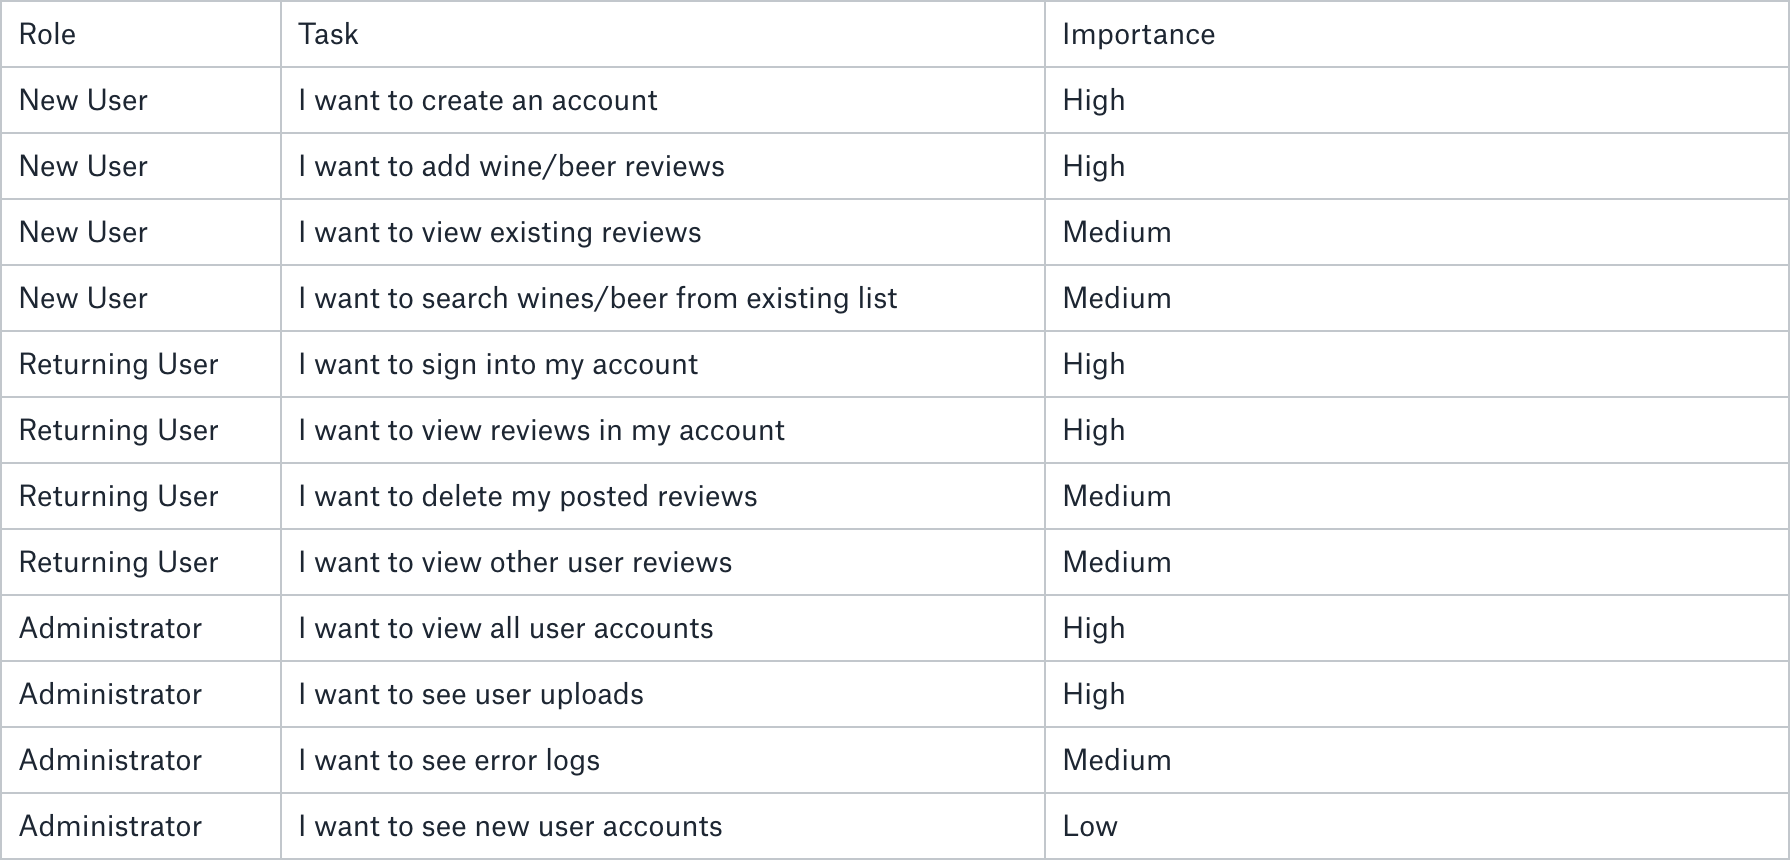 Role Task Importance
New User I want to create an account High
New User I want to add wine/beer reviews High
New User I want to view existing reviews Medium
New User I want to search wines/beer from existing list Medium
Returning User I want to sign into my account High
Returning User I want to view reviews in my account High
Returning User I want to delete my posted reviews Medium
Returning User I want to view other user reviews Medium
Administrator I want to view all user accounts High
Administrator I want to see user uploads High
Administrator I want to see error logs Medium
Administrator I want to see new user accounts Low